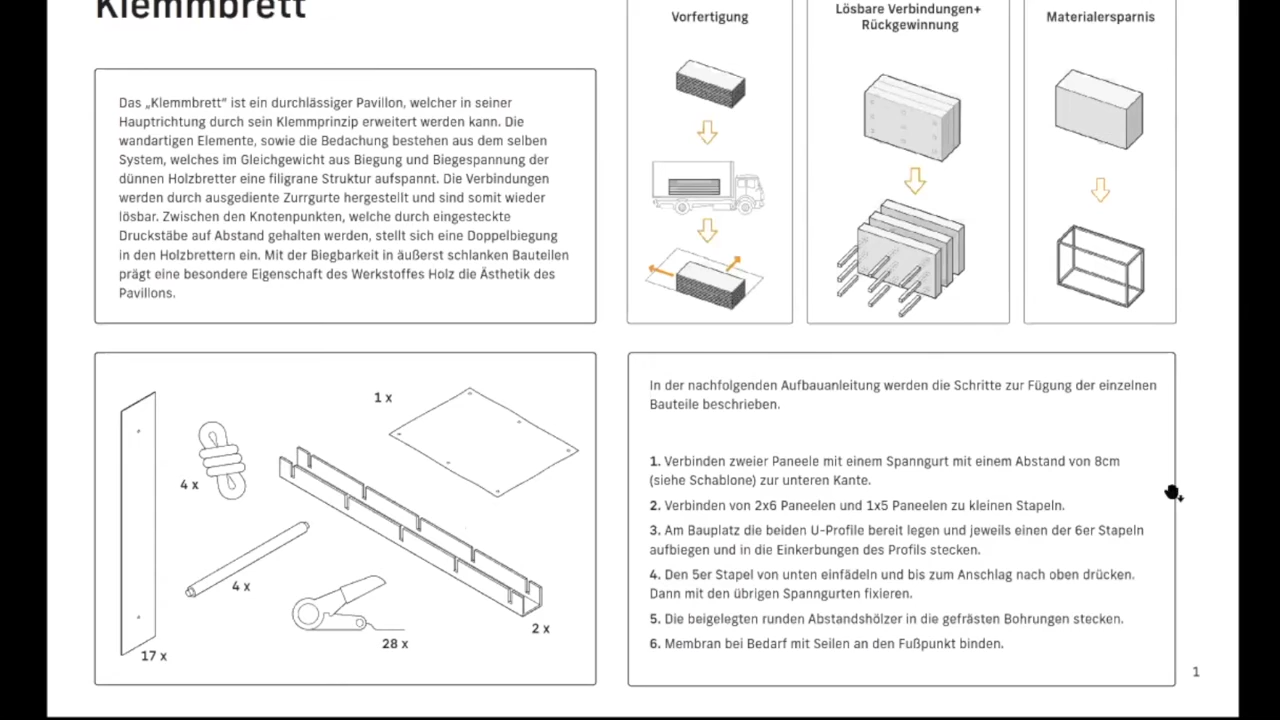 Klemmbrett
Vorfertigung
Lösbare Verbindungen+
Rückgewinnung
Materialersparnis
Das „Klemmbrett“ ist ein durchlässiger Pavillon, welcher in seiner
Hauptrichtung durch sein Klemmprinzip erweitert werden kann. Die
wandartigen Elemente, sowie die Bedachung bestehen aus dem selben
System, welches im Gleichgewicht aus Biegung und Biegespannung der
dünnen Holzbretter eine filigrane Struktur aufspannt. Die Verbindungen
werden durch ausgediente Zurrgurte hergestellt und sind somit wieder
lösbar. Zwischen den Knotenpunkten, welche durch eingesteckte
Druckstäbe auf Abstand gehalten werden, stellt sich eine Doppelbiegung
in den Holzbrettern ein. Mit der Biegbarkeit in äußerst schlanken Bauteilen
prägt eine besondere Eigenschaft des Werkstoffes Holz die Ästhetik des
Pavillons.
1 x
4 x
4 x
28 x
2 x
17 x
In der nachfolgenden Aufbauanleitung werden die Schritte zur Fügung der einzelnen
Bauteile beschrieben.
1. Verbinden zweier Paneele mit einem Spanngurt mit einem Abstand von 8cm
(siehe Schablone) zur unteren Kante.
2. Verbinden von 2x6 Paneelen und 1x5 Paneelen zu kleinen Stapeln.
3. Am Bauplatz die beiden U-Profile bereit legen und jeweils einen der 6er Stapeln
aufbiegen und in die Einkerbungen des Profils stecken.
4. Den 5er Stapel von unten einfädeln und bis zum Anschlag nach oben drücken.
Dann mit den übrigen Spanngurten fixieren.
5. Die beigelegten runden Abstandshölzer in die gefrästen Bohrungen stecken.
6. Membran bei Bedarf mit Seilen an den Fußpunkt binden.
1